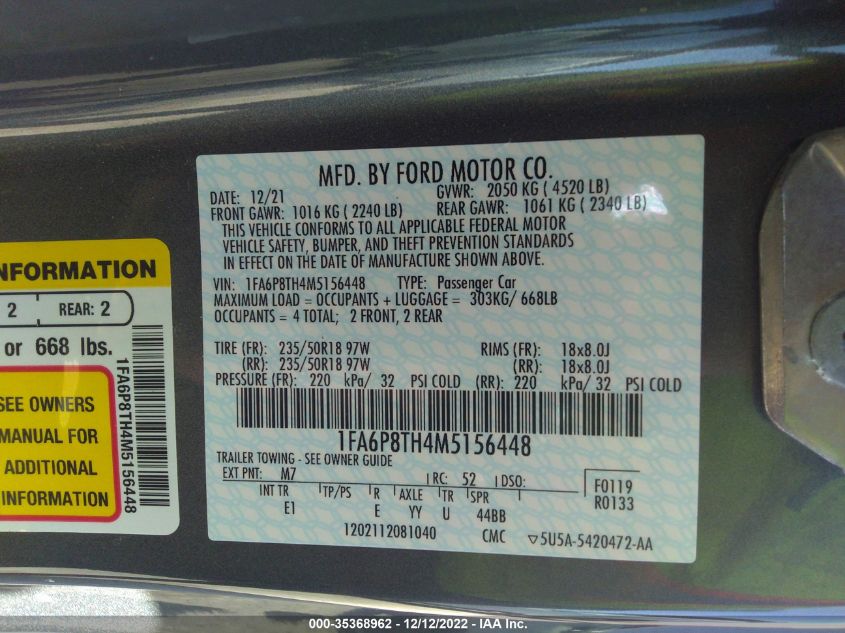 MFD. BY FORD MOTOR CO.
DATE: 12/21 GVWR: 2050 KG ( 4520 LB)
FRONT GAWR: 1016 KG ( 2240 LB) REAR GAWR: 1061 KG ( 2340 LB)
THIS VEHICLE CONFORMS TO ALL APPLICABLE FEDERAL MOTOR
VEHICLE SAFETY, BUMPER, AND THEFT PREVENTION STANDARDS
IN EFFECT ON THE DATE OF MANUFACTURE SHOWN ABOVE.
VIN: 1FA6P8TH4M5156448 TYPE: Passenger Car
MAXIMUM LOAD = OCCUPANTS + LUGGAGE = 303KG/ 668LB
OCCUPANTS = 4 TOTAL; 2 FRONT, 2 REAR
TIRE (FR): 235/50R18 97W RIMS (FR): 18x8.0J
(RR): 235/50R18 97W (RR): 18x8.0J
PRESSURE (FR): 220 kPa/ 32 PSI COLD (RR): 220 kPa/ 32 PSI COLD
1FA6P8TH4M5156448
TRAILER TOWING - SEE OWNER GUIDE
EXT PNT: M7 RC: 52 DSO: F0119
R0133
INT TR TP/PS R AXLE TR SPR
E1 E YY U 44BB
1202112081040 CMC ▽5U5A-5420472-AA
NFORMATION
2 REAR: 2
or 668 lbs.
SEE OWNERS
MANUAL FOR
ADDITIONAL
INFORMATION
1FA6P8TH4M5156448
000-35368962 - 12/12/2022 - IAA Inc.